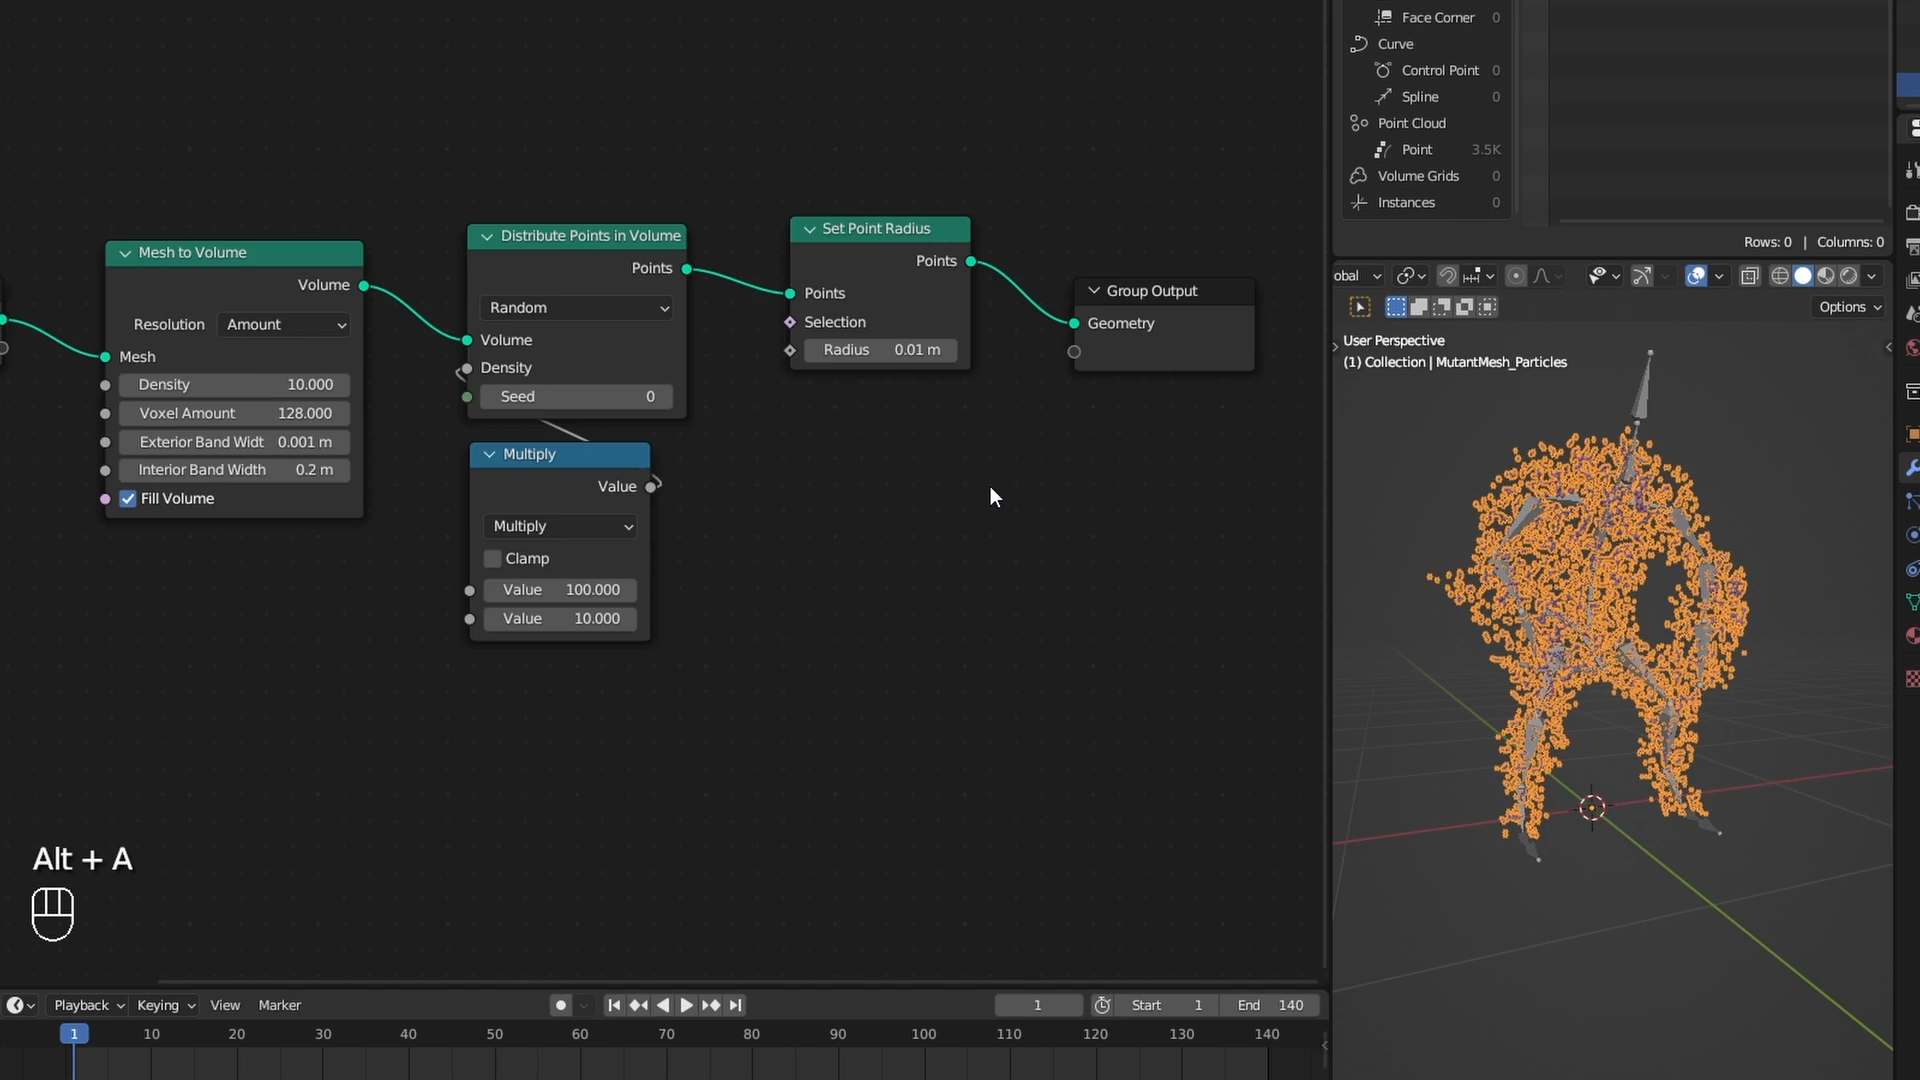 Face Corner 0
Curve
Control Point 0
Spline 0
Point Cloud
Point 3.5K
Volume Grids 0
Instances 0
Rows: 0 | Columns: 0
obal
Options
User Perspective
(1) Collection | MutantMesh_Particles
Mesh to Volume
Volume
Resolution Amount
Mesh
Density 10.000
Voxel Amount 128.000
Exterior Band Widt 0.001 m
Interior Band Width 0.2 m
Fill Volume
Distribute Points in Volume
Points
Random
Volume
Density
Seed 0
Multiply
Value
Multiply
Clamp
Value 100.000
Value 10.000
Set Point Radius
Points
Points
Selection
Radius 0.01 m
Group Output
Geometry
Alt + A
Playback Keying View Marker 1 Start 1 End 140
1 10 20 30 40 50 60 70 80 90 100 110 120 130 140